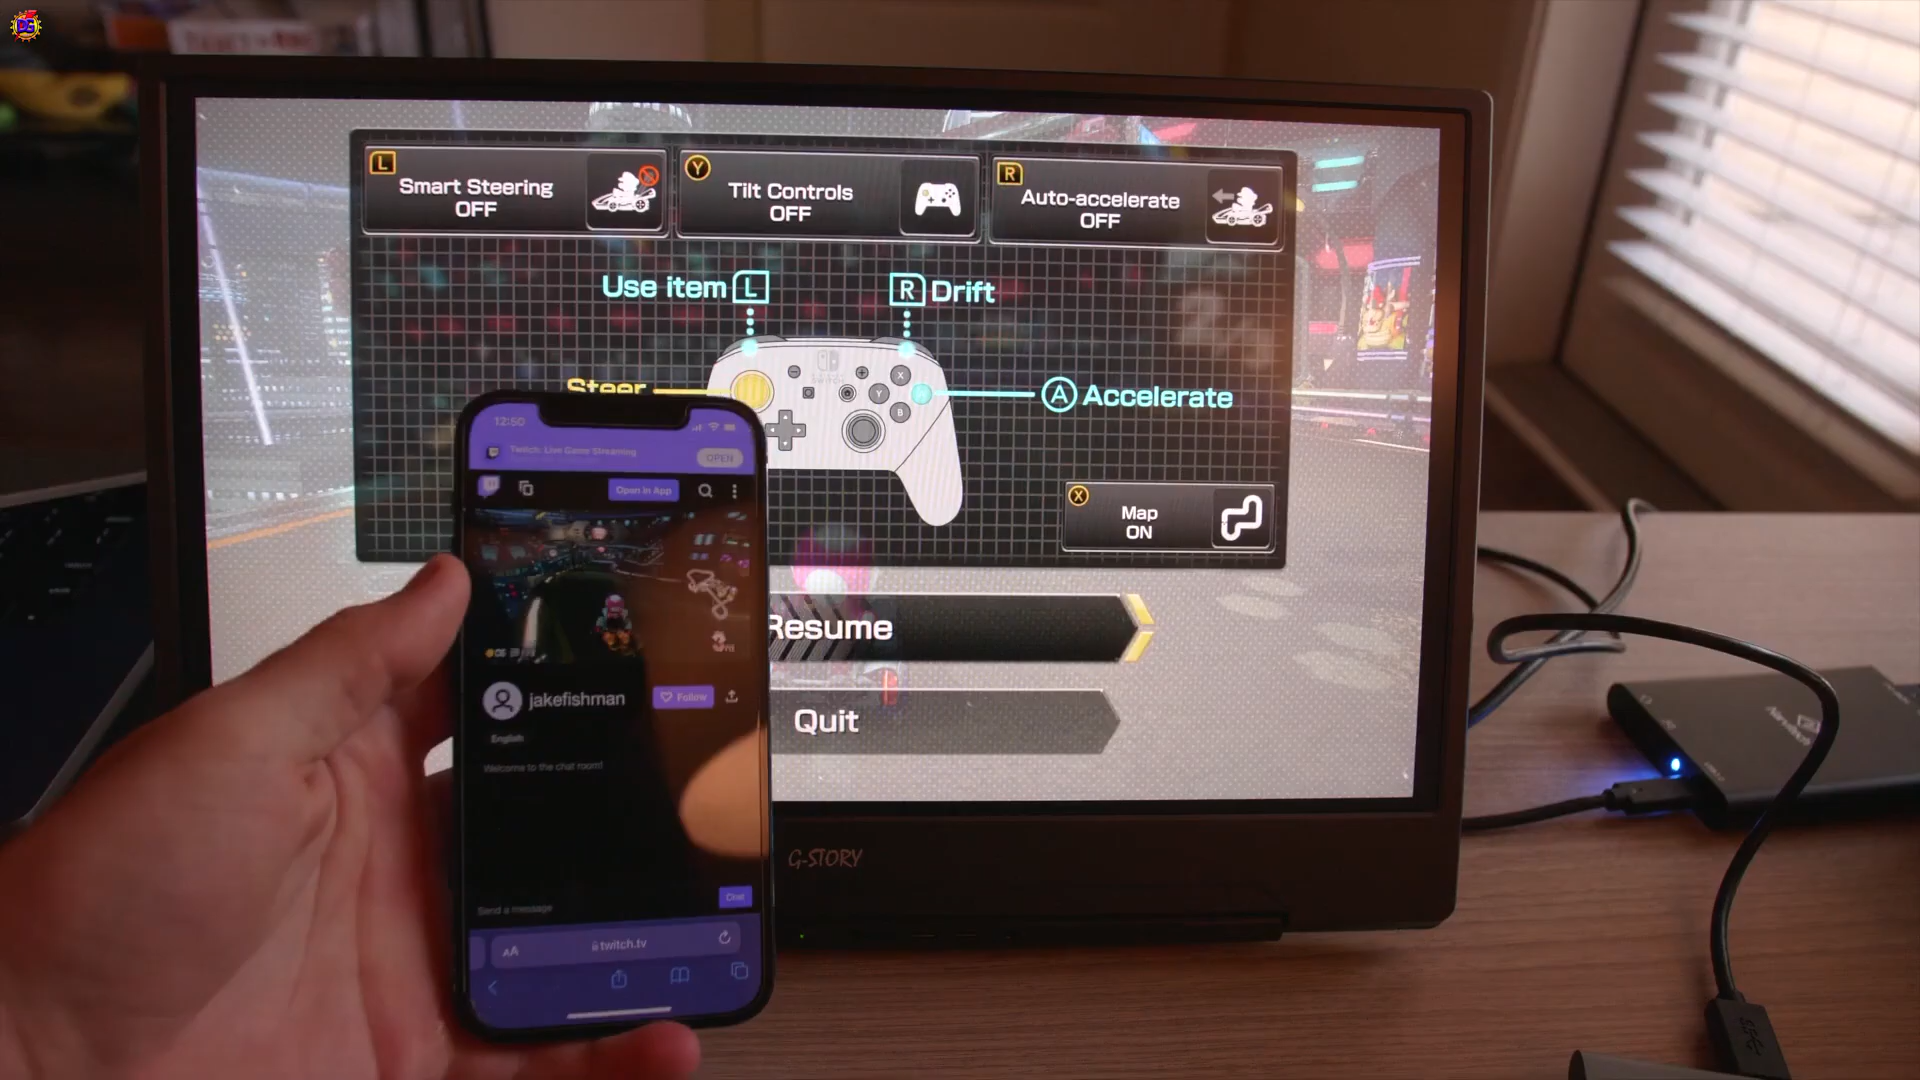 L
Smart Steering
OFF
Y
Tilt Controls
OFF
R
Auto-accelerate
OFF
Use item L
R Drift
Steer
A Accelerate
X
Y
B
X
Map
ON
Resume
Quit
12:50
Twitch: Live Game Streaming
OPEN
Open in App
jakefishman
Follow
English
Welcome to the chat room!
Send a message
Chat
AA
twitch.tv
G-STORY